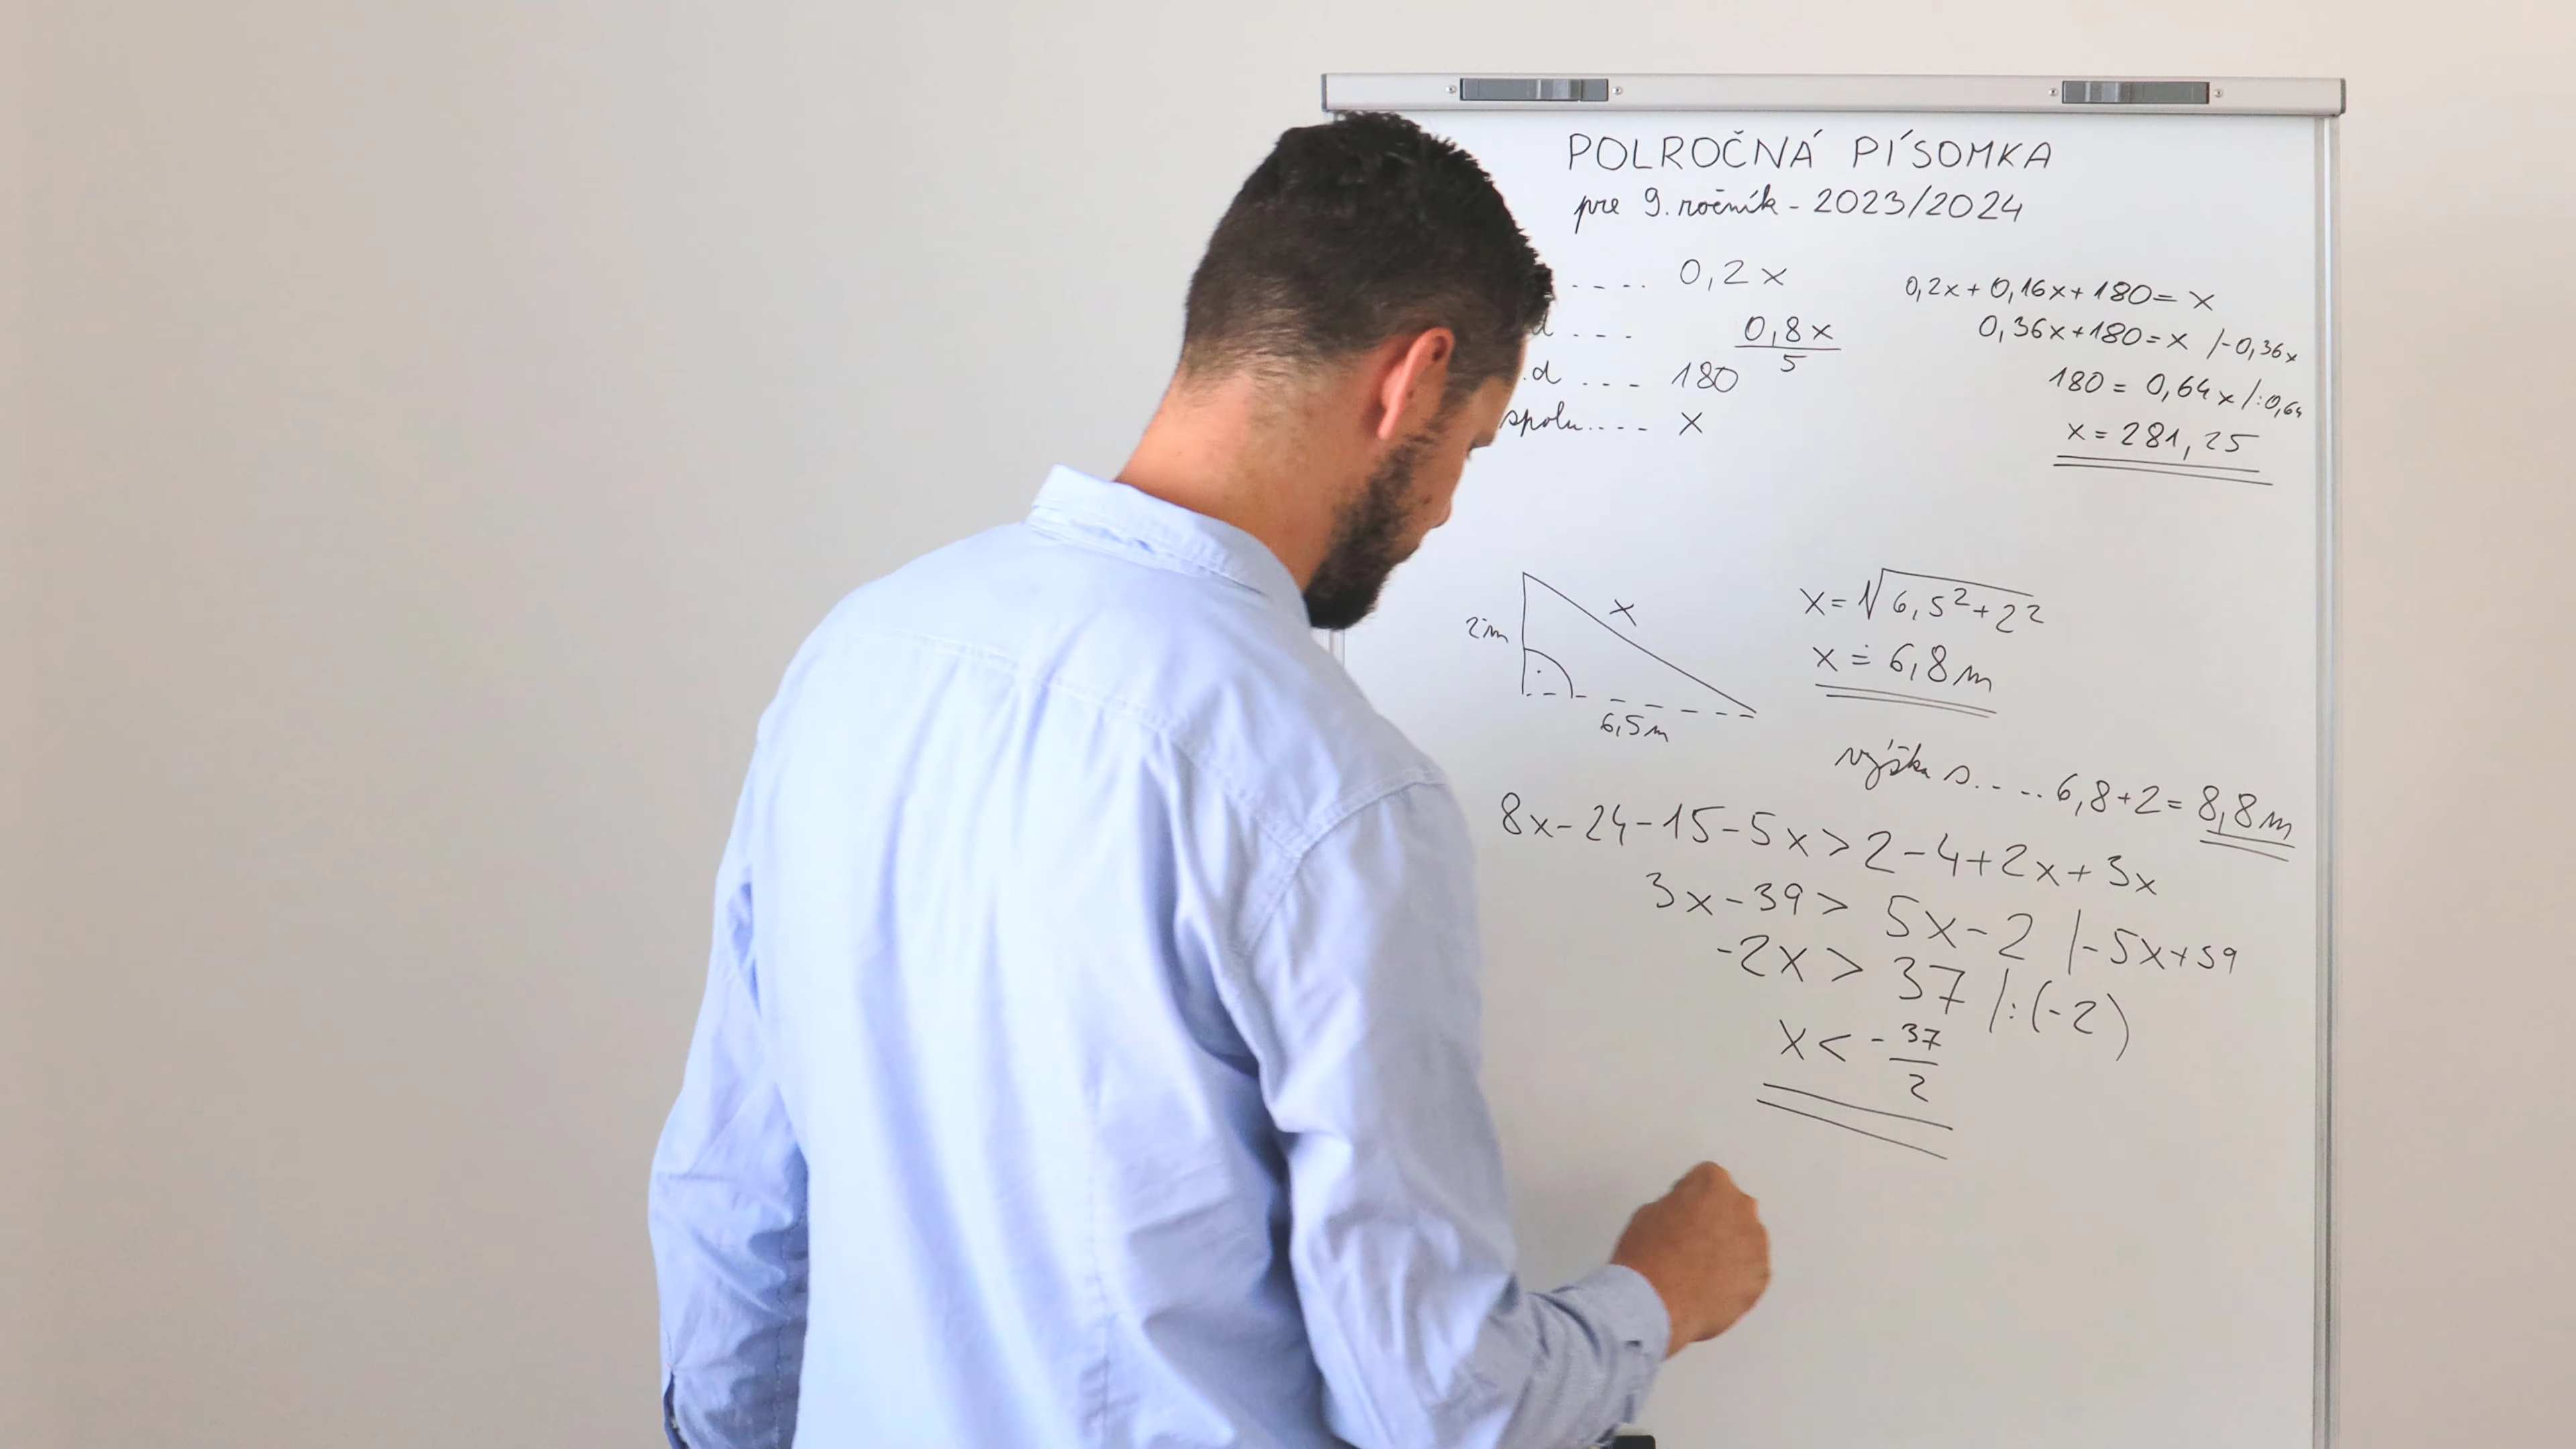 POLROČNÁ PÍSOMKA
pre 9. ročník - 2023/2024
.... 0,2x
d ... 0,8x/5
.d ... 180
spolu.... x
0,2x + 0,16x + 180 = x
0,36x + 180 = x /-0,36x
180 = 0,64x /:0,64
x = 281,25
2m
x
6,5m
x = √6,5² + 2²
x ≐ 6,8m
výška s.... 6,8 + 2 = 8,8m
8x - 24 - 15 - 5x > 2 - 4 + 2x + 3x
3x - 39 > 5x - 2 /-5x+39
-2x > 37 /:(-2)
x < -37/2